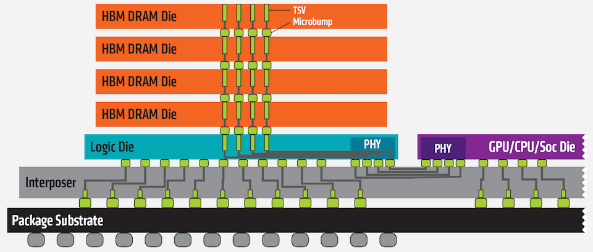 HBM DRAM Die
TSV
Microbump
HBM DRAM Die
HBM DRAM Die
HBM DRAM Die
Logic Die
PHY
PHY
GPU/CPU/Soc Die
Interposer
Package Substrate